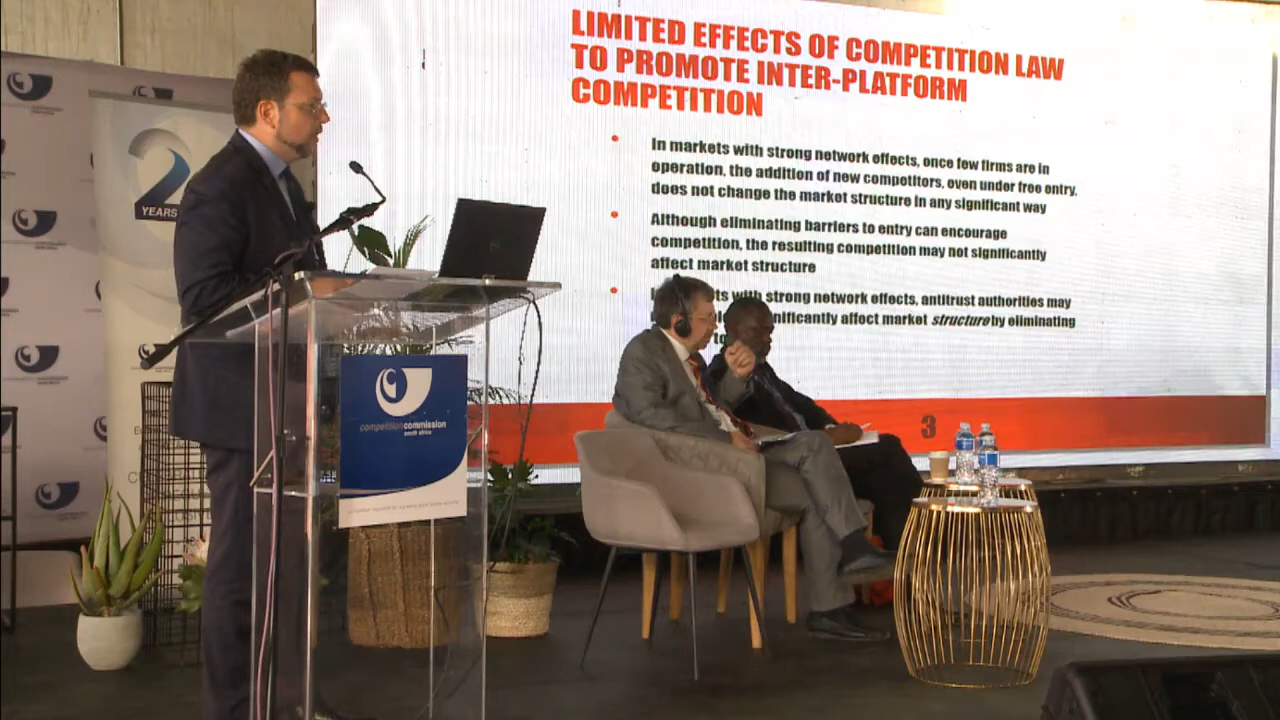 LIMITED EFFECTS OF COMPETITION LAW
TO PROMOTE INTER-PLATFORM
COMPETITION
In markets with strong network effects, once few firms are in
operation, the addition of new competitors, even under free entry,
does not change the market structure in any significant way
Although eliminating barriers to entry can encourage
competition, the resulting competition may not significantly
affect market structure
with strong network effects, antitrust authorities may
affect market structure by eliminating
3
2
YEARS
competitioncommission
south africa